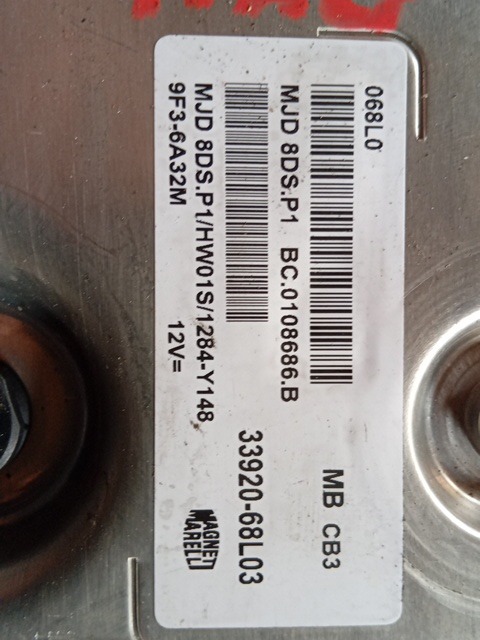 068L0
MB CB3
MJD 8DS.P1 BC.0108686.B
33920-68L03
MJD 8DS.P1/HW01S/1284-Y148
9F3-6A32M 12V=
MAGNETI
MARELLI